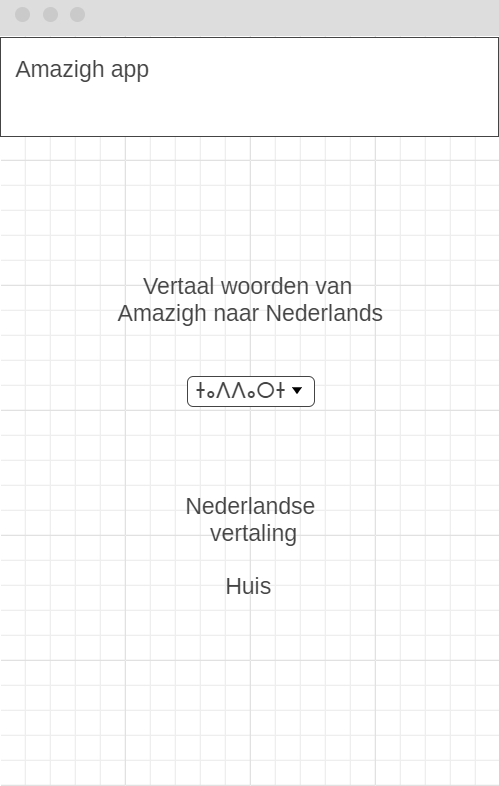 Amazigh app
Vertaal woorden van
Amazigh naar Nederlands
ⵜⴰⴷⴷⴰⵔⵜ
Nederlandse
vertaling
Huis